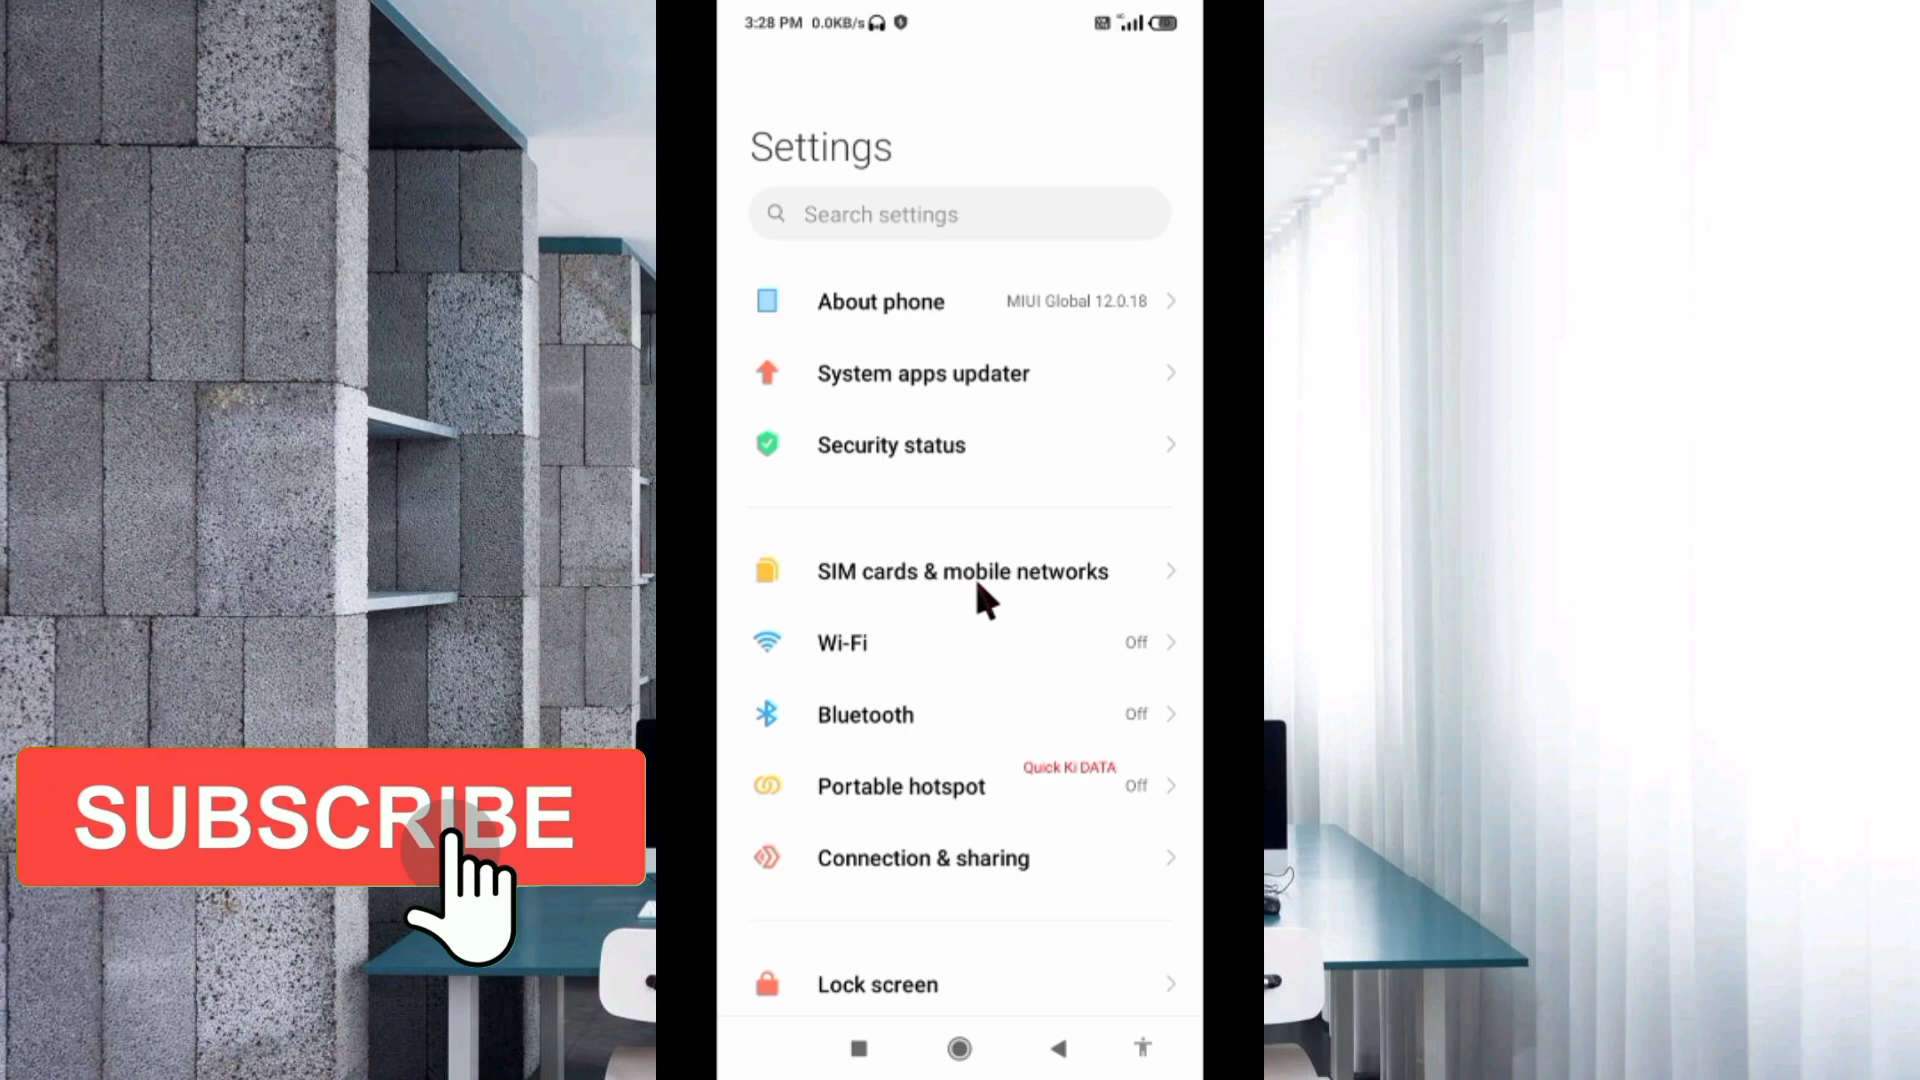 3:28 PM 0.0KB/s
Settings
Search settings
About phone MIUI Global 12.0.18
System apps updater
Security status
SIM cards & mobile networks
Wi-Fi Off
Bluetooth Off
Quick Ki DATA
Portable hotspot Off
Connection & sharing
Lock screen
SUBSCRIBE